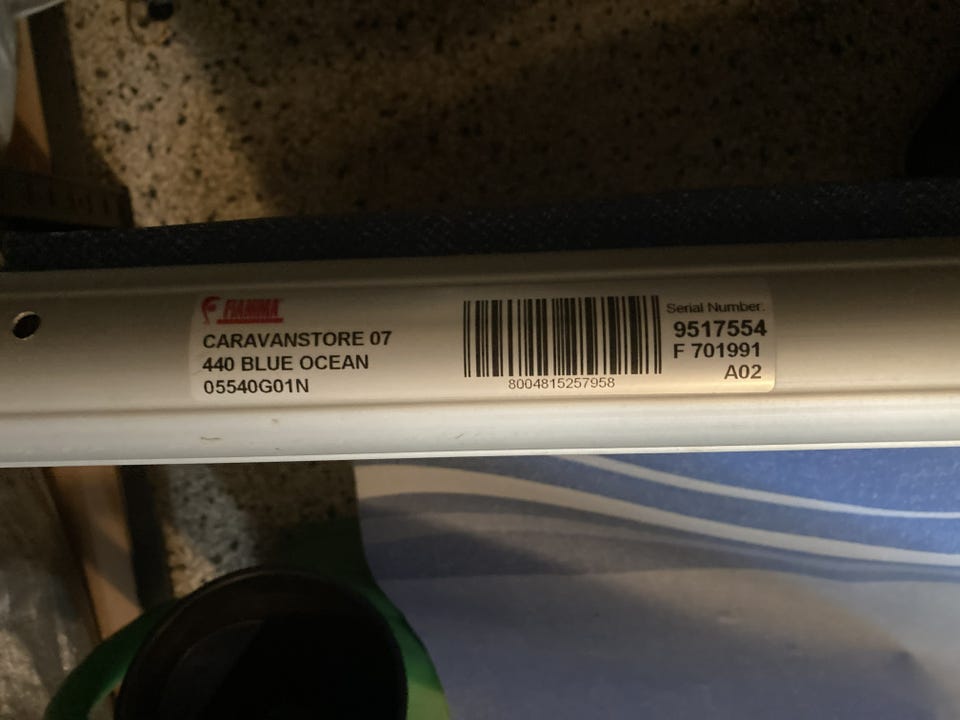 FIAMMA
CARAVANSTORE 07
440 BLUE OCEAN
05540G01N
8004815257958
Serial Number:
9517554
F 701991
A02